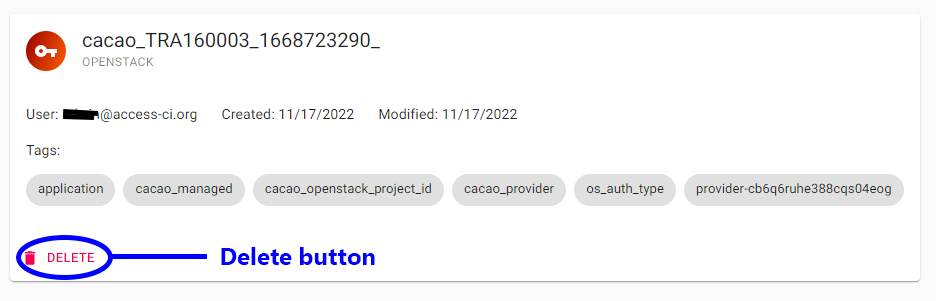 cacao_TRA160003_1668723290_
OPENSTACK
User: @access-ci.org Created: 11/17/2022 Modified: 11/17/2022
Tags:
application cacao_managed cacao_openstack_project_id cacao_provider os_auth_type provider-cb6q6ruhe388cqs04eog
DELETE Delete button